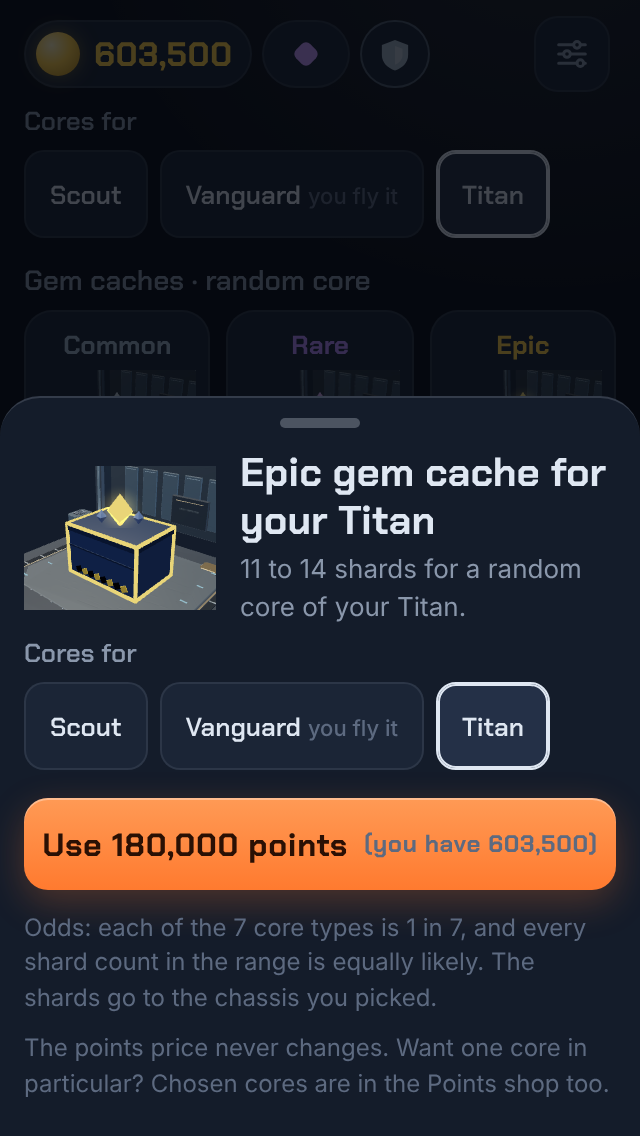 603,500
Cores for
Scout
Vanguard you fly it
Titan
Gem caches · random core
Common
Rare
Epic
Epic gem cache for
your Titan
11 to 14 shards for a random
core of your Titan.
Cores for
Scout
Vanguard you fly it
Titan
Use 180,000 points (you have 603,500)
Odds: each of the 7 core types is 1 in 7, and every
shard count in the range is equally likely. The
shards go to the chassis you picked.
The points price never changes. Want one core in
particular? Chosen cores are in the Points shop too.